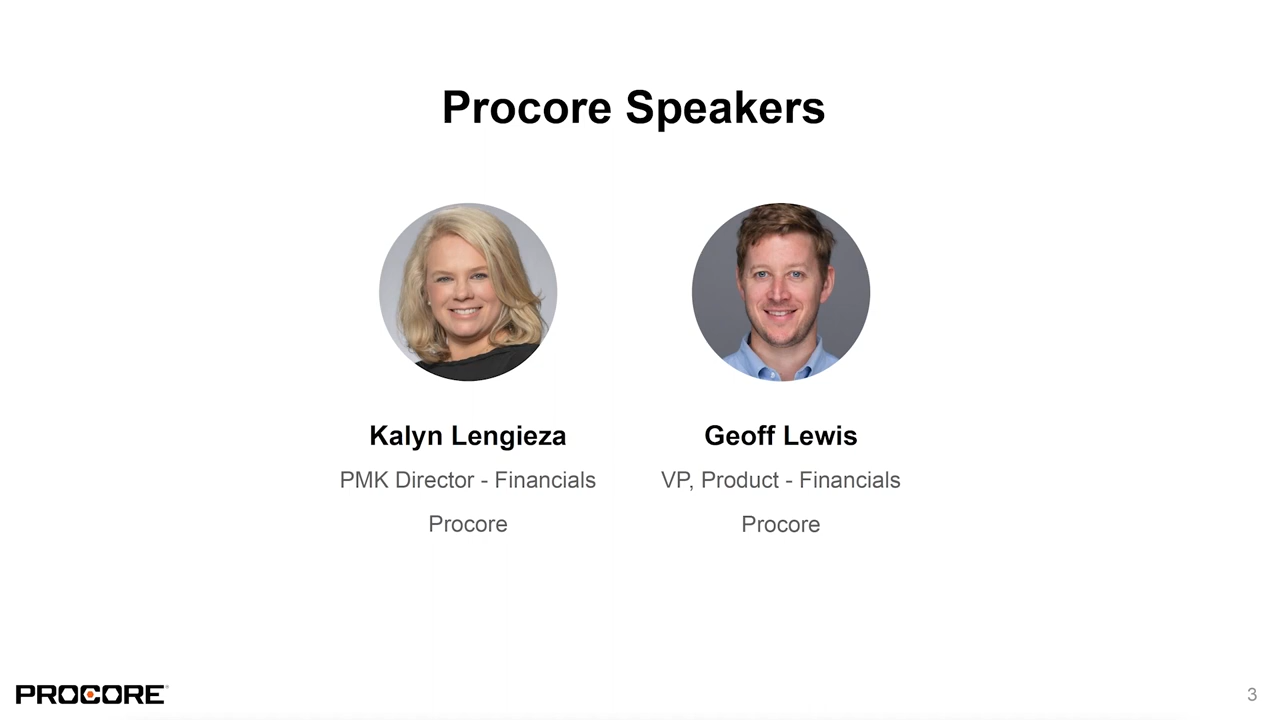 Procore Speakers
Kalyn Lengieza
PMK Director - Financials
Procore
Geoff Lewis
VP, Product - Financials
Procore
PROCORE
3